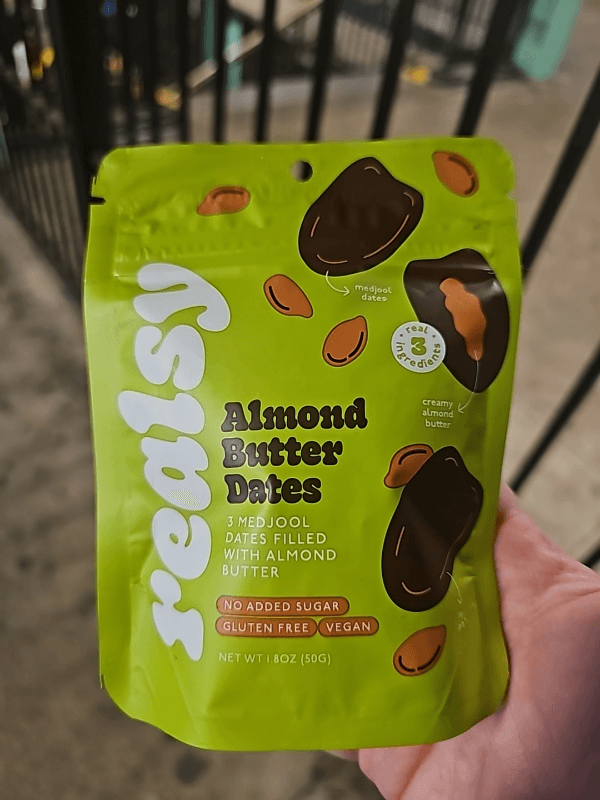 realsy
medjool
dates
real
3
ingredients
creamy
almond
butter
Almond
Butter
Dates
3 MEDJOOL
DATES FILLED
WITH ALMOND
BUTTER
NO ADDED SUGAR
GLUTEN FREE VEGAN
NET WT 1.8OZ (50G)